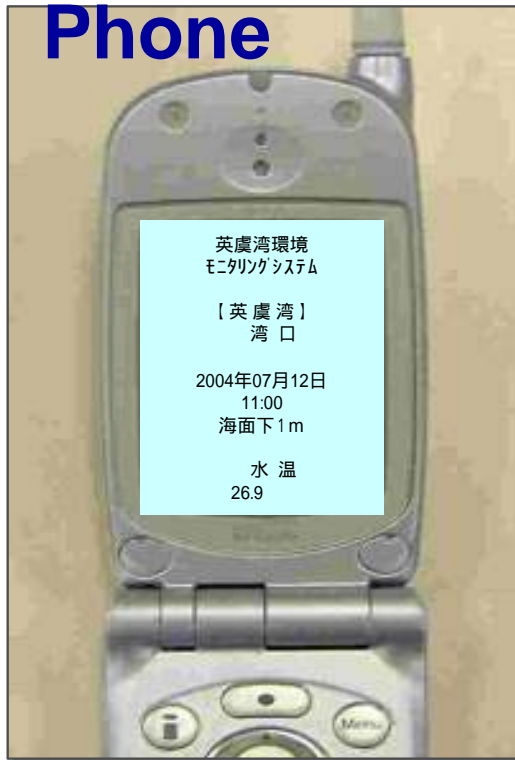 Phone
英虞湾環境
ﾓﾆﾀﾘﾝｸﾞｼｽﾃﾑ
【英虞湾】
湾 口
2004年07月12日
11:00
海面下1m
水 温
26.9
Menu